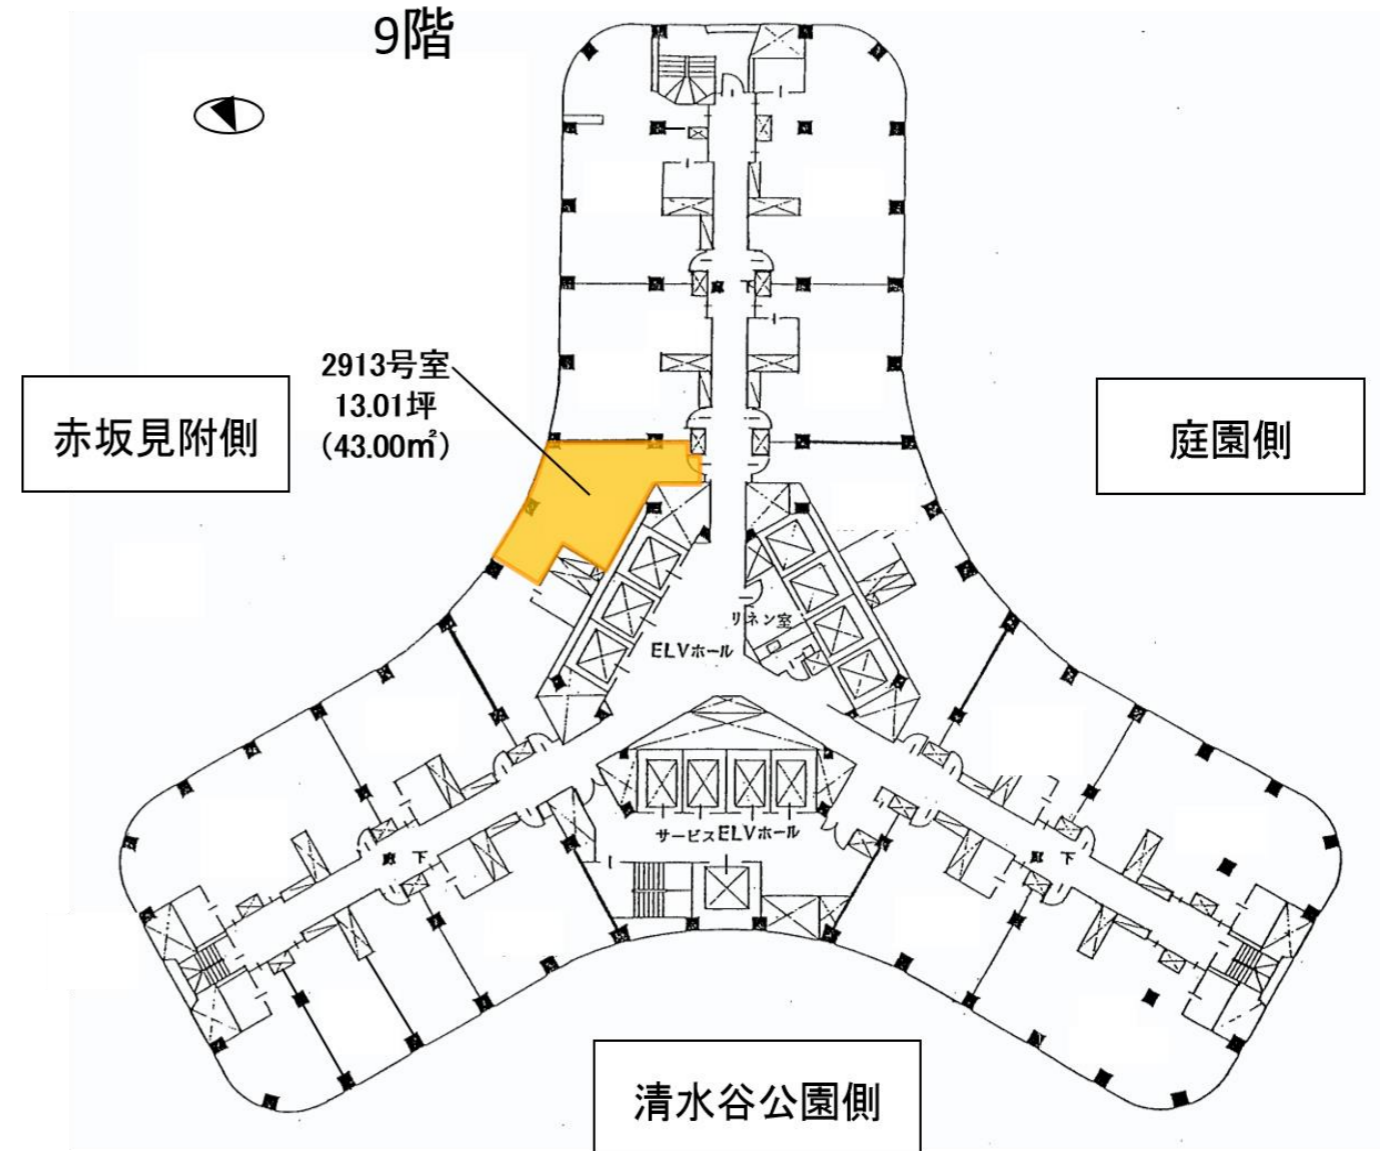 9階
廊下
2913号室
13.01坪
(43.00㎡)
赤坂見附側
庭園側
リネン室
ELVホール
サービスELVホール
廊下
廊下
清水谷公園側